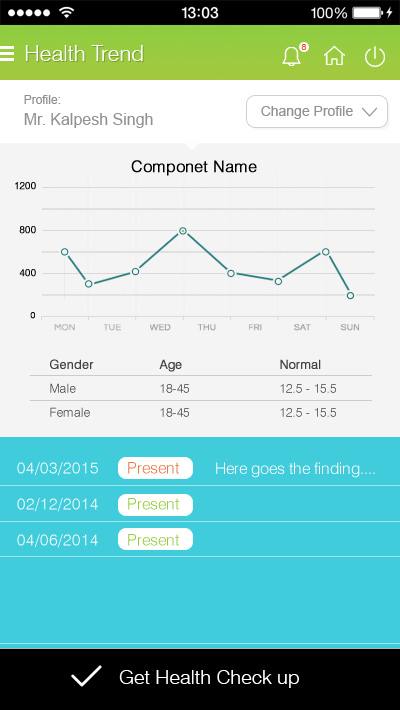 13:03 100%
Health Trend 8
Profile:
Mr. Kalpesh Singh
Change Profile
Componet Name
1200
800
400
0
MON TUE WED THU FRI SAT SUN
Gender Age Normal
Male 18-45 12.5 - 15.5
Female 18-45 12.5 - 15.5
04/03/2015 Present Here goes the finding....
02/12/2014 Present
04/06/2014 Present
Get Health Check up